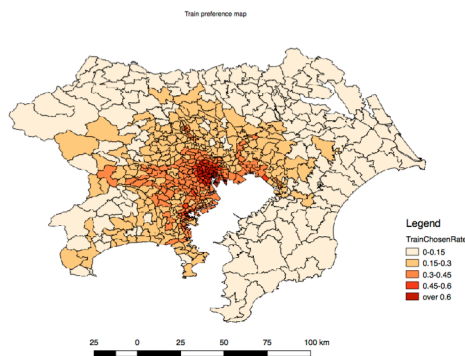 Train preference map
Legend
TrainChosenRate
0-0.15
0.15-0.3
0.3-0.45
0.45-0.6
over 0.6
25 0 25 50 75 100 km